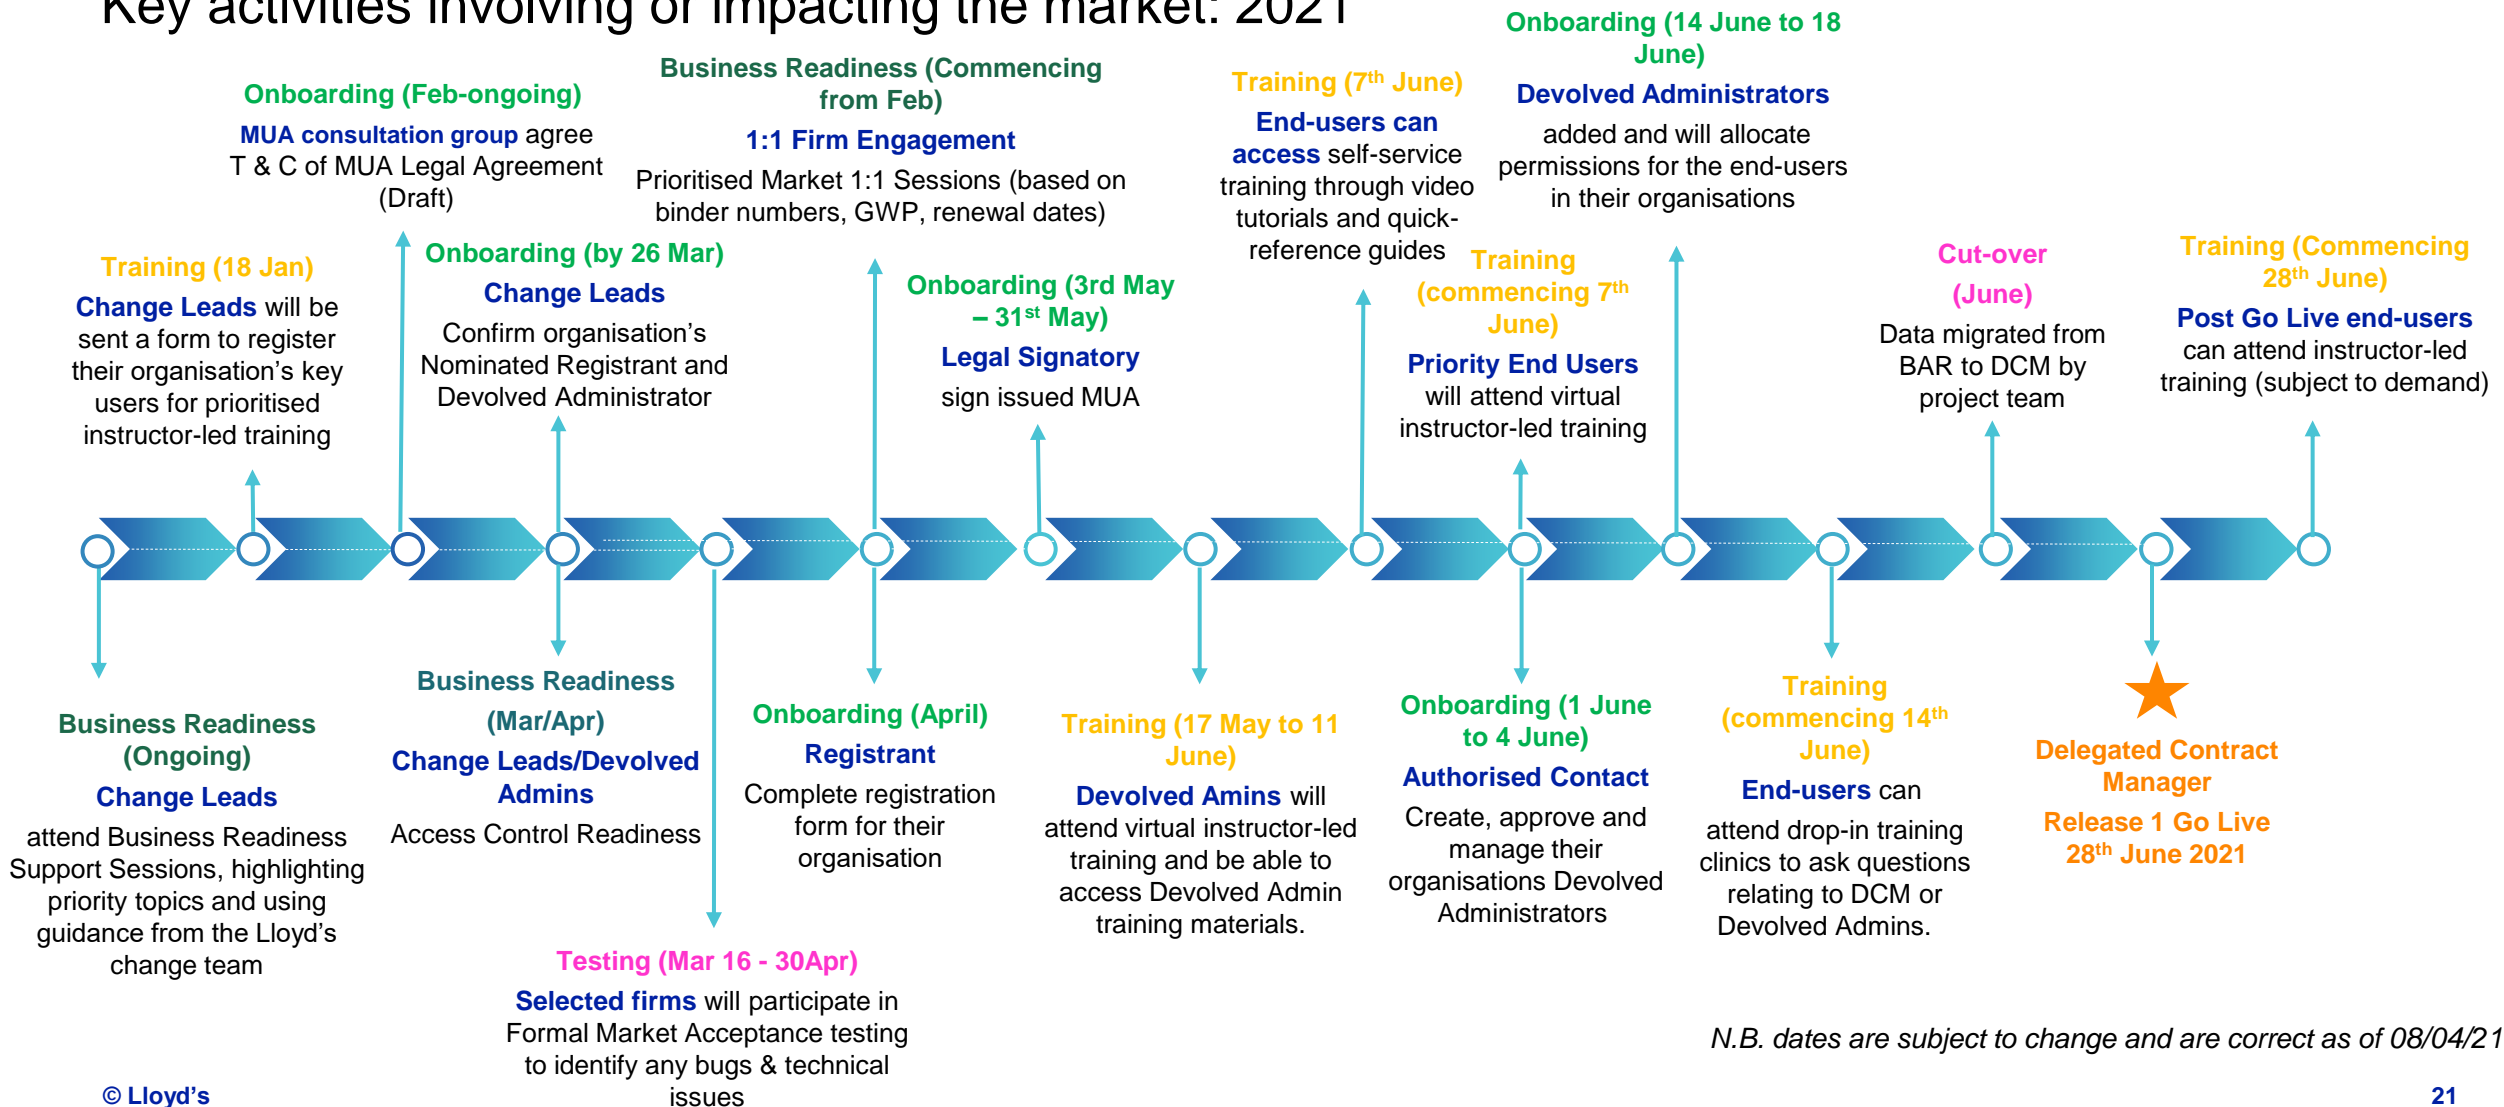 Key activities involving or impacting the market: 2021
Onboarding (Feb-ongoing)
MUA consultation group agree
T & C of MUA Legal Agreement
(Draft)
Business Readiness (Commencing
from Feb)
1:1 Firm Engagement
Prioritised Market 1:1 Sessions (based on
binder numbers, GWP, renewal dates)
Training (7th June)
End-users can
access self-service
training through video
tutorials and quick-
reference guides
Onboarding (14 June to 18
June)
Devolved Administrators
added and will allocate
permissions for the end-users
in their organisations
Training (18 Jan)
Change Leads will be
sent a form to register
their organisation's key
users for prioritised
instructor-led training
Onboarding (by 26 Mar)
Change Leads
Confirm organisation's
Nominated Registrant and
Devolved Administrator
Onboarding (3rd May
– 31st May)
Legal Signatory
sign issued MUA
Training
(commencing 7th
June)
Priority End Users
will attend virtual
instructor-led training
Cut-over
(June)
Data migrated from
BAR to DCM by
project team
Training (Commencing
28th June)
Post Go Live end-users
can attend instructor-led
training (subject to demand)
Business Readiness
(Ongoing)
Change Leads
attend Business Readiness
Support Sessions, highlighting
priority topics and using
guidance from the Lloyd's
change team
Business Readiness
(Mar/Apr)
Change Leads/Devolved
Admins
Access Control Readiness
Testing (Mar 16 - 30Apr)
Selected firms will participate in
Formal Market Acceptance testing
to identify any bugs & technical
issues
Onboarding (April)
Registrant
Complete registration
form for their
organisation
Training (17 May to 11
June)
Devolved Amins will
attend virtual instructor-led
training and be able to
access Devolved Admin
training materials.
Onboarding (1 June
to 4 June)
Authorised Contact
Create, approve and
manage their
organisations Devolved
Administrators
Training
(commencing 14th
June)
End-users can
attend drop-in training
clinics to ask questions
relating to DCM or
Devolved Admins.
Delegated Contract
Manager
Release 1 Go Live
28th June 2021
N.B. dates are subject to change and are correct as of 08/04/21
© Lloyd's
21